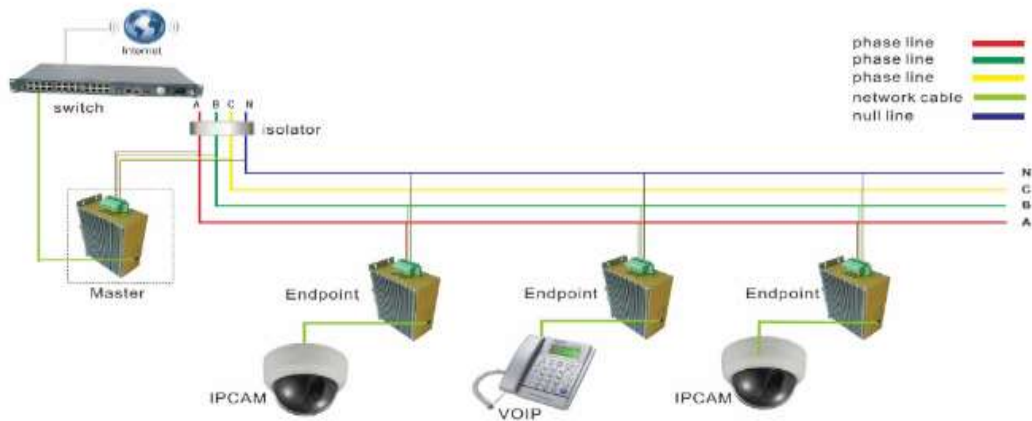 Internet
switch
A B C N
isolator
phase line
phase line
phase line
network cable
null line
N
C
B
A
Master
Endpoint
Endpoint
Endpoint
IPCAM
VOIP
IPCAM